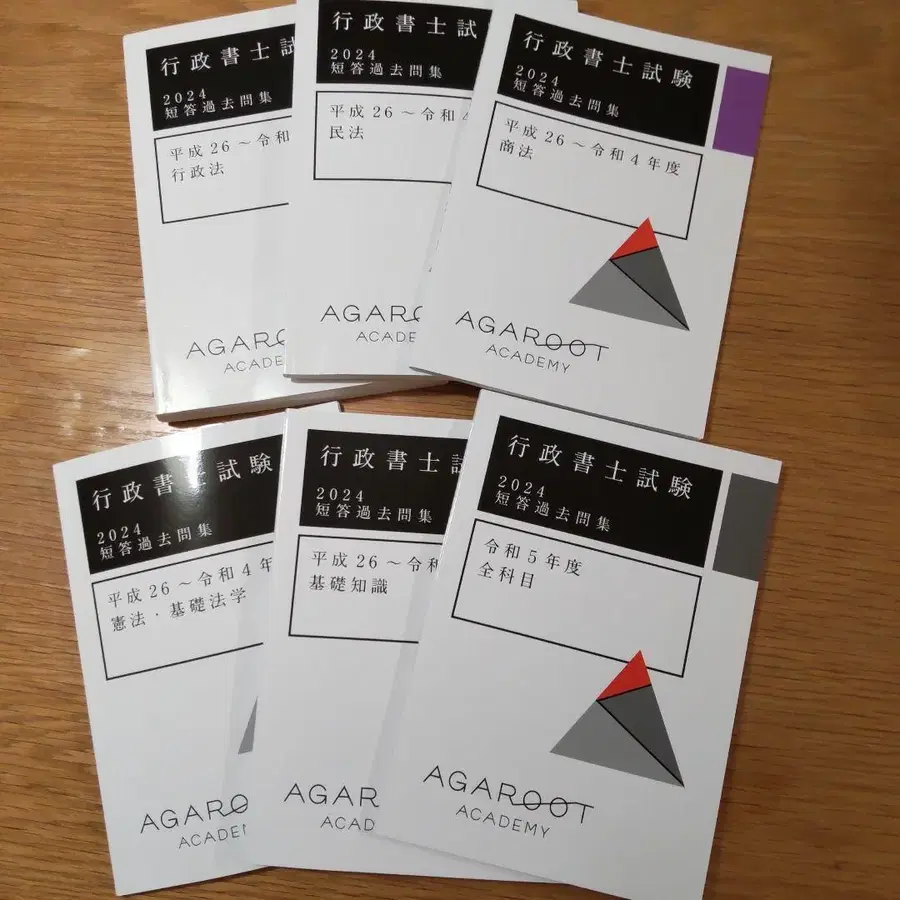 行政書士試
2024
短答過去問集
平成26～令和
行政法
AGAR
ACADE
行政書士試
2024
短答過去問集
平成26～令和4
民法
AGARO
ACADE
行政書士試験
2024
短答過去問集
平成26～令和4年度
商法
AGAROOT
ACADEMY
行政書士試験
2024
短答過去問集
平成26～令和4年
憲法・基礎法学
AGARO
ACADEM
行政書士試
2024
短答過去問集
平成26～令和
基礎知識
AGAR
ACAD
行政書士試験
2024
短答過去問集
令和5年度
全科目
AGAROOT
ACADEMY